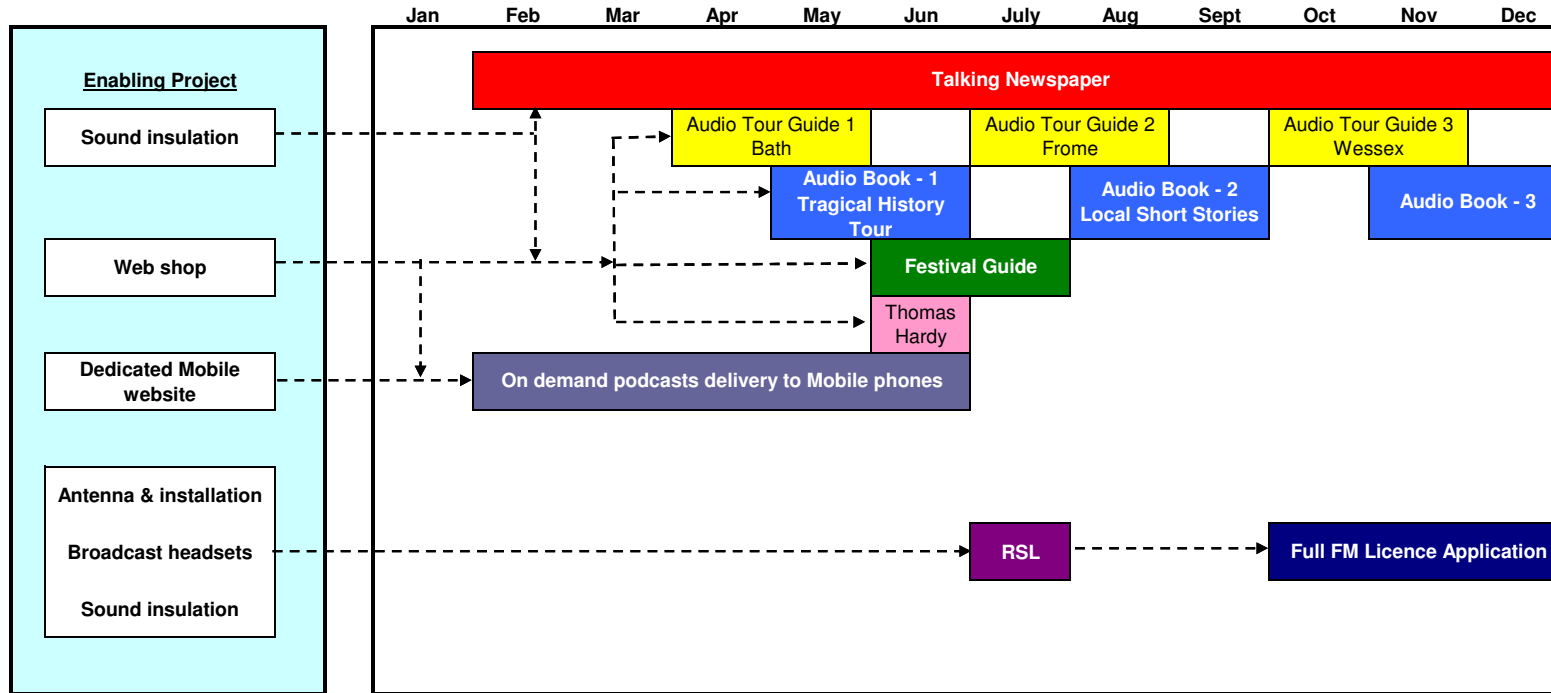 Jan Feb Mar Apr May Jun July Aug Sept Oct Nov Dec
Enabling Project
Sound insulation
Web shop
Dedicated Mobile
website
Antenna & installation
Broadcast headsets
Sound insulation
Talking Newspaper
Audio Tour Guide 1
Bath
Audio Tour Guide 2
Frome
Audio Tour Guide 3
Wessex
Audio Book - 1
Tragical History
Tour
Audio Book - 2
Local Short Stories
Audio Book - 3
Festival Guide
Thomas
Hardy
On demand podcasts delivery to Mobile phones
RSL
Full FM Licence Application